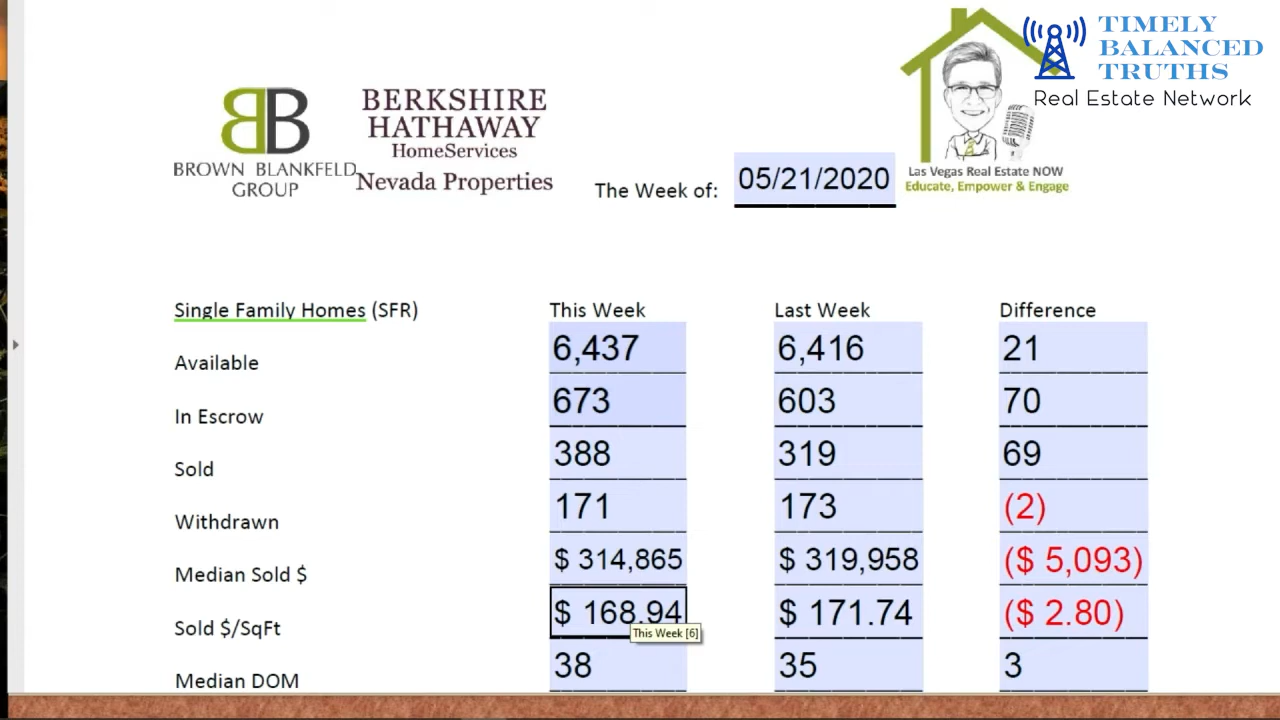 TIMELY
BALANCED
TRUTHS
Real Estate Network
BB
BROWN BLANKFELD
GROUP
BERKSHIRE
HATHAWAY
HomeServices
Nevada Properties
The Week of: 05/21/2020
Las Vegas Real Estate NOW
Educate, Empower & Engage
Single Family Homes (SFR) This Week Last Week Difference
Available 6,437 6,416 21
In Escrow 673 603 70
Sold 388 319 69
Withdrawn 171 173 (2)
Median Sold $ $ 314,865 $ 319,958 ($ 5,093)
Sold $/SqFt $ 168.94 $ 171.74 ($ 2.80)
This Week [6]
Median DOM 38 35 3